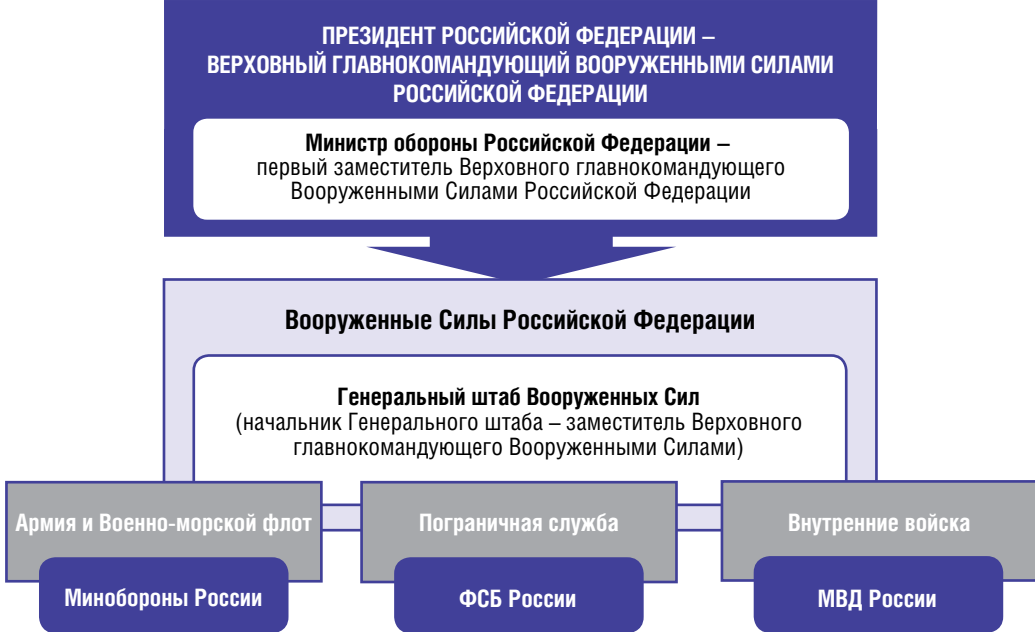 ПРЕЗИДЕНТ РОССИЙСКОЙ ФЕДЕРАЦИИ –
ВЕРХОВНЫЙ ГЛАВНОКОМАНДУЮЩИЙ ВООРУЖЕННЫМИ СИЛАМИ
РОССИЙСКОЙ ФЕДЕРАЦИИ
Министр обороны Российской Федерации –
первый заместитель Верховного главнокомандующего
Вооруженными Силами Российской Федерации
Вооруженные Силы Российской Федерации
Генеральный штаб Вооруженных Сил
(начальник Генерального штаба – заместитель Верховного
главнокомандующего Вооруженными Силами)
Армия и Военно-морской флот
Пограничная служба
Внутренние войска
Минобороны России
ФСБ России
МВД России